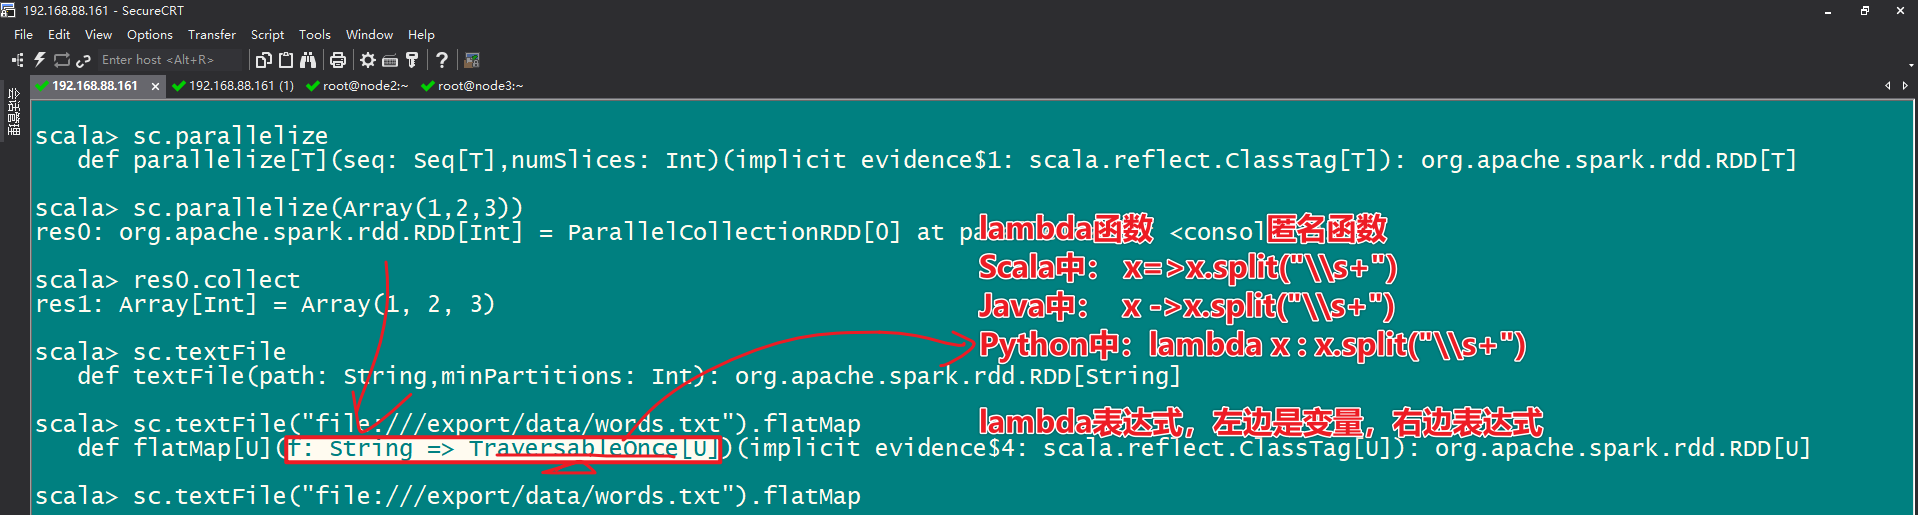 192.168.88.161 - SecureCRT
File Edit View Options Transfer Script Tools Window Help
Enter host <Alt+R>
192.168.88.161 192.168.88.161 (1) root@node2:~ root@node3:~
会话管理
scala> sc.parallelize
def parallelize[T](seq: Seq[T],numSlices: Int)(implicit evidence$1: scala.reflect.ClassTag[T]): org.apache.spark.rdd.RDD[T]
scala> sc.parallelize(Array(1,2,3))
res0: org.apache.spark.rdd.RDD[Int] = ParallelCollectionRDD[0] at pa <consol
lambda函数 匿名函数
Scala中： x=>x.split("\\s+")
scala> res0.collect
res1: Array[Int] = Array(1, 2, 3)
Java中： x ->x.split("\\s+")
Python中：lambda x : x.split("\\s+")
scala> sc.textFile
def textFile(path: String,minPartitions: Int): org.apache.spark.rdd.RDD[String]
scala> sc.textFile("file:///export/data/words.txt").flatMap
lambda表达式，左边是变量，右边表达式
def flatMap[U](f: String => TraversableOnce[U])(implicit evidence$4: scala.reflect.ClassTag[U]): org.apache.spark.rdd.RDD[U]
scala> sc.textFile("file:///export/data/words.txt").flatMap